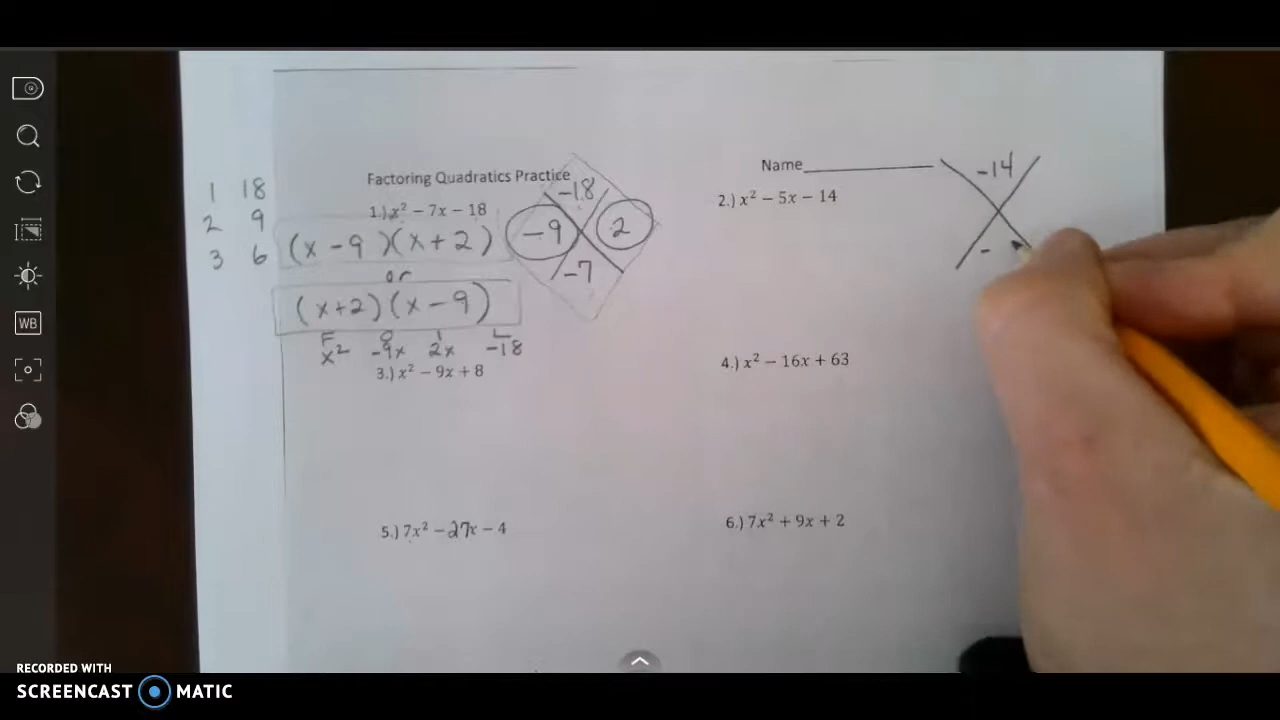 Factoring Quadratics Practice
Name
1.) x² − 7x − 18
1 18
2 9
3 6
(x − 9)(x + 2)
or
(x+2)(x − 9)
F O I L
x² -9x 2x -18
-18
-9 2
-7
2.) x² − 5x − 14
-14
-
3.) x² − 9x + 8
4.) x² − 16x + 63
5.) 7x² − 27x − 4
6.) 7x² + 9x + 2
WB
RECORDED WITH
SCREENCAST MATIC